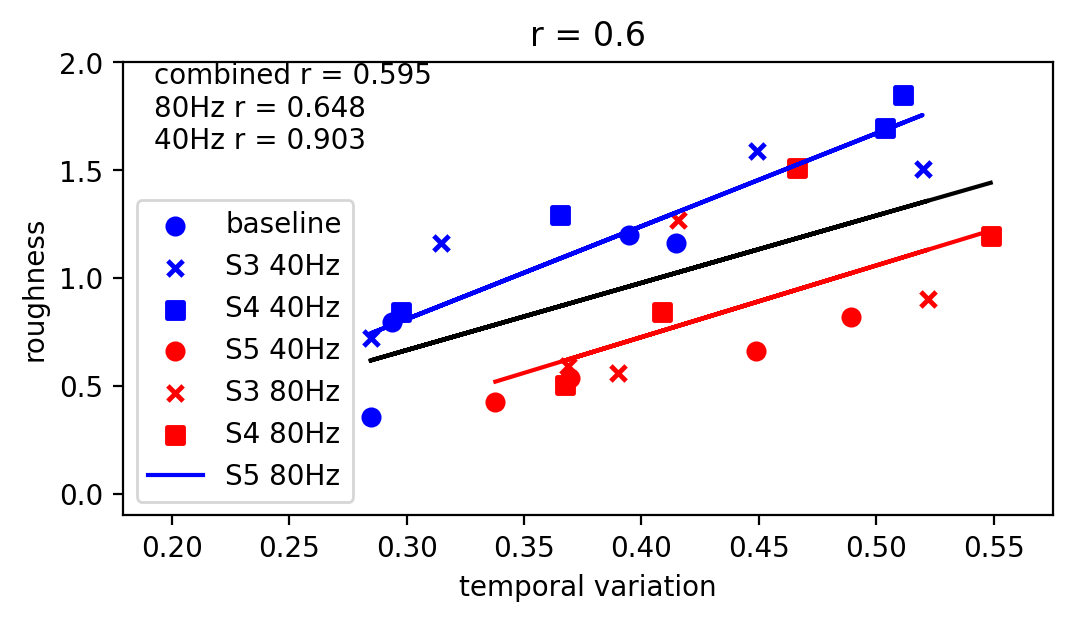 r = 0.6
combined r = 0.595
80Hz r = 0.648
40Hz r = 0.903
baseline
S3 40Hz
S4 40Hz
S5 40Hz
S3 80Hz
S4 80Hz
S5 80Hz
roughness
2.0
1.5
1.0
0.5
0.0
0.20 0.25 0.30 0.35 0.40 0.45 0.50 0.55
temporal variation